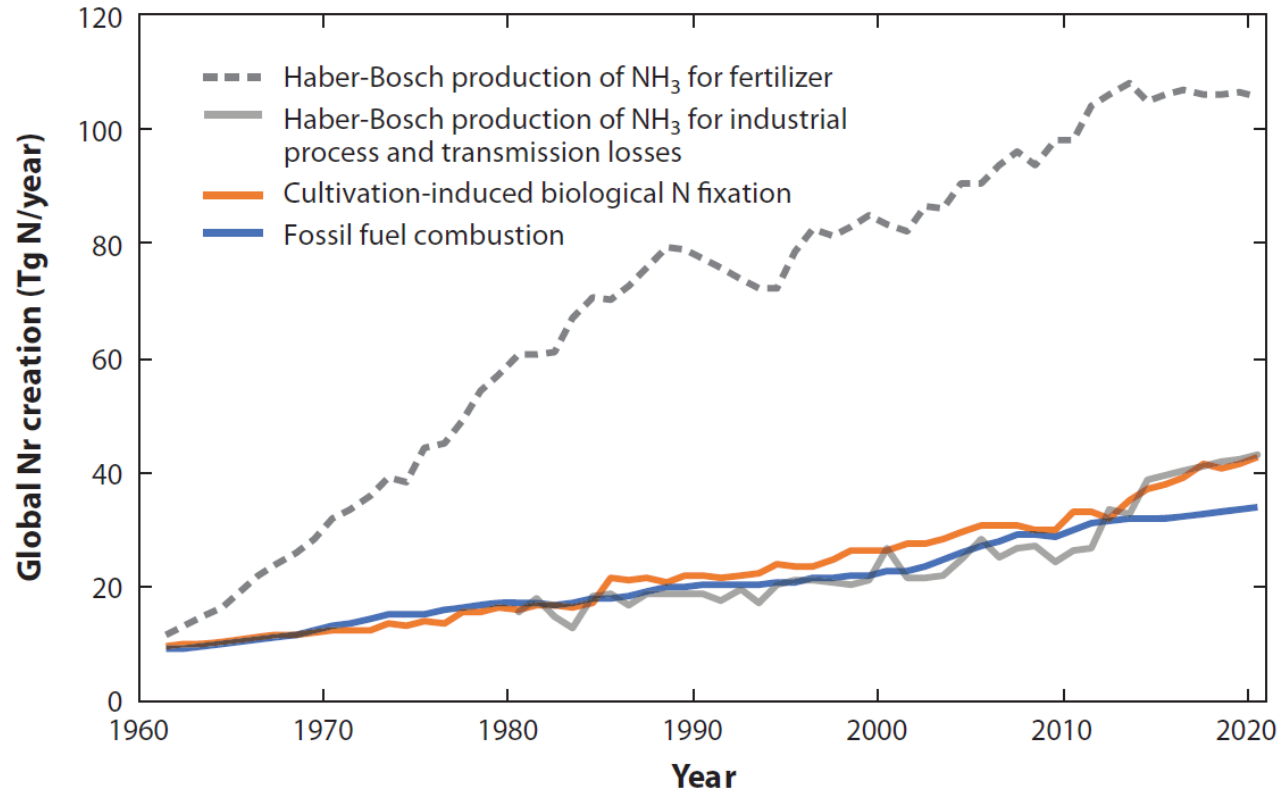 120
100
80
60
40
20
0
Global Nr creation (Tg N/year)
Haber-Bosch production of NH₃ for fertilizer
Haber-Bosch production of NH₃ for industrial
process and transmission losses
Cultivation-induced biological N fixation
Fossil fuel combustion
1960 1970 1980 1990 2000 2010 2020
Year